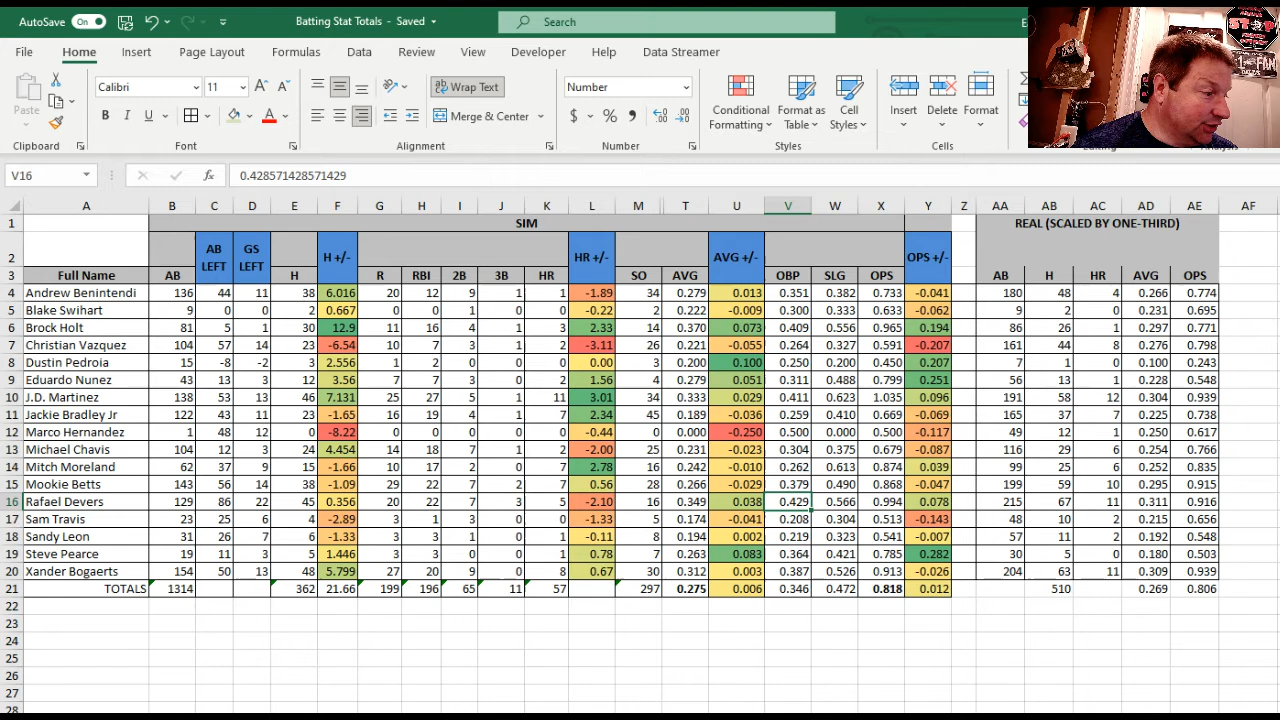 AutoSave On Batting Stat Totals - Saved Search
File Home Insert Page Layout Formulas Data Review View Developer Help Data Streamer
Paste Calibri 11 Wrap Text Merge & Center Number Conditional Formatting Format as Table Cell Styles Insert Delete Format
Clipboard Font Alignment Number Styles Cells
V16 fx 0.428571428571429
A B C D E F G H I J K L M T U V W X Y Z AA AB AC AD AE AF
1 SIM REAL (SCALED BY ONE-THIRD)
2 AB LEFT GS LEFT H +/- HR +/- AVG +/- OPS +/-
3 Full Name AB H R RBI 2B 3B HR SO AVG OBP SLG OPS AB H HR AVG OPS
4 Andrew Benintendi 136 44 11 38 6.016 20 12 9 1 1 -1.89 34 0.279 0.013 0.351 0.382 0.733 -0.041 180 48 4 0.266 0.774
5 Blake Swihart 9 0 0 2 0.667 0 0 1 0 0 -0.22 2 0.222 -0.009 0.300 0.333 0.633 -0.062 9 2 0 0.231 0.695
6 Brock Holt 81 5 1 30 12.9 11 16 4 1 3 2.33 14 0.370 0.073 0.409 0.556 0.965 0.194 86 26 1 0.297 0.771
7 Christian Vazquez 104 57 14 23 -6.54 10 7 3 1 2 -3.11 26 0.221 -0.055 0.264 0.327 0.591 -0.207 161 44 8 0.276 0.798
8 Dustin Pedroia 15 -8 -2 3 2.556 1 2 0 0 0 0.00 3 0.200 0.100 0.250 0.200 0.450 0.207 7 1 0 0.100 0.243
9 Eduardo Nunez 43 13 3 12 3.56 7 7 3 0 2 1.56 4 0.279 0.051 0.311 0.488 0.799 0.251 56 13 1 0.228 0.548
10 J.D. Martinez 138 53 13 46 7.131 25 27 5 1 11 3.01 30 0.333 0.029 0.411 0.623 1.035 0.096 191 58 12 0.304 0.939
11 Jackie Bradley Jr 122 43 11 23 -1.65 16 19 4 1 7 2.34 45 0.189 -0.036 0.259 0.410 0.669 -0.069 165 37 7 0.225 0.738
12 Marco Hernandez 1 48 12 0 -8.22 0 0 0 0 0 -0.44 0 0.000 -0.250 0.500 0.000 0.500 -0.117 49 12 1 0.250 0.617
13 Michael Chavis 104 12 3 24 4.454 14 18 7 1 2 -2.00 25 0.231 -0.023 0.304 0.375 0.679 -0.087 116 29 6 0.254 0.766
14 Mitch Moreland 62 37 9 15 -1.66 10 17 2 0 7 2.78 16 0.242 -0.010 0.262 0.613 0.874 0.039 99 25 6 0.252 0.835
15 Mookie Betts 143 56 14 38 -1.09 29 22 7 2 7 0.56 28 0.266 -0.029 0.379 0.490 0.868 -0.047 199 59 10 0.295 0.915
16 Rafael Devers 129 86 22 45 0.356 20 22 7 3 5 -2.10 22 0.349 0.038 0.429 0.566 0.994 0.078 215 67 11 0.311 0.916
17 Sam Travis 23 25 6 4 -2.89 3 1 3 0 0 -1.33 5 0.174 -0.041 0.208 0.304 0.513 -0.143 48 10 2 0.215 0.656
18 Sandy Leon 31 26 7 6 -1.33 3 3 1 0 1 -0.11 8 0.194 0.002 0.219 0.323 0.541 -0.007 57 11 2 0.192 0.548
19 Steve Pearce 19 11 3 5 1.446 3 3 0 0 1 0.78 7 0.263 0.083 0.364 0.421 0.785 0.282 30 5 0 0.180 0.503
20 Xander Bogaerts 154 50 13 48 5.799 27 20 9 0 8 0.67 30 0.312 0.003 0.387 0.526 0.913 -0.026 204 63 11 0.309 0.939
21 TOTALS 1314 362 21.66 199 196 65 11 57 297 0.275 0.006 0.346 0.472 0.818 0.012 510 0.269 0.806
22
23
24
25
26
27